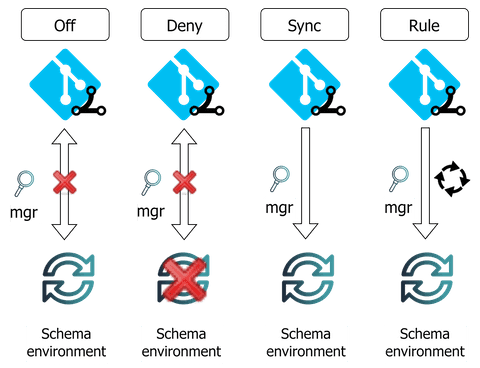 Off
Deny
Sync
Rule
mgr
mgr
mgr
mgr
Schema
environment
Schema
environment
Schema
environment
Schema
environment